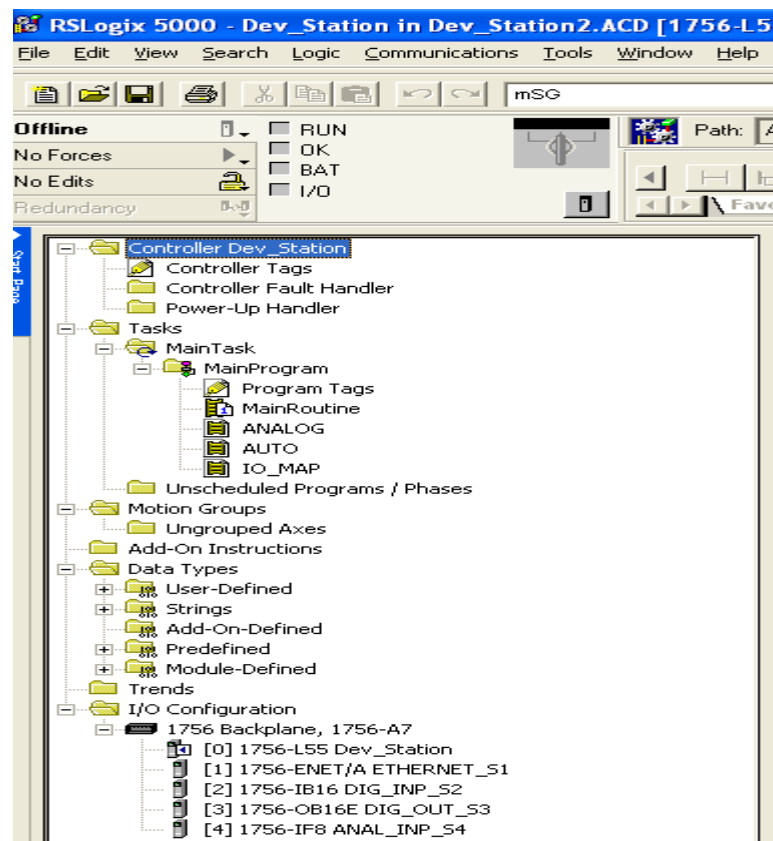 RSLogix 5000 - Dev_Station in Dev_Station2.ACD [1756-L5
File Edit View Search Logic Communications Tools Window Help
mSG
Offline
RUN
Path:
No Forces
OK
No Edits
BAT
I/O
Redundancy
Favo
Start Page
Controller Dev_Station
Controller Tags
Controller Fault Handler
Power-Up Handler
Tasks
MainTask
MainProgram
Program Tags
MainRoutine
ANALOG
AUTO
IO_MAP
Unscheduled Programs / Phases
Motion Groups
Ungrouped Axes
Add-On Instructions
Data Types
User-Defined
Strings
Add-On-Defined
Predefined
Module-Defined
Trends
I/O Configuration
1756 Backplane, 1756-A7
[0] 1756-L55 Dev_Station
[1] 1756-ENET/A ETHERNET_S1
[2] 1756-IB16 DIG_INP_S2
[3] 1756-OB16E DIG_OUT_S3
[4] 1756-IF8 ANAL_INP_S4